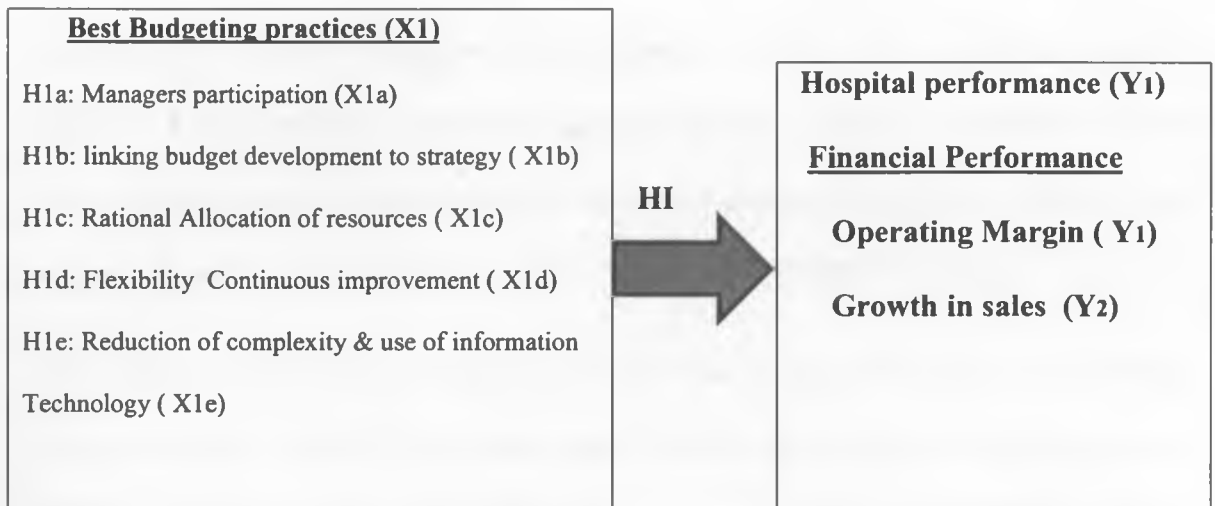 Best Budgeting practices (X1)
H1a: Managers participation (X1a)
H1b: linking budget development to strategy ( X1b)
H1c: Rational Allocation of resources ( X1c)
H1d: Flexibility Continuous improvement ( X1d)
H1e: Reduction of complexity & use of information
Technology ( X1e)
HI
Hospital performance (Y1)
Financial Performance
Operating Margin ( Y1)
Growth in sales (Y2)